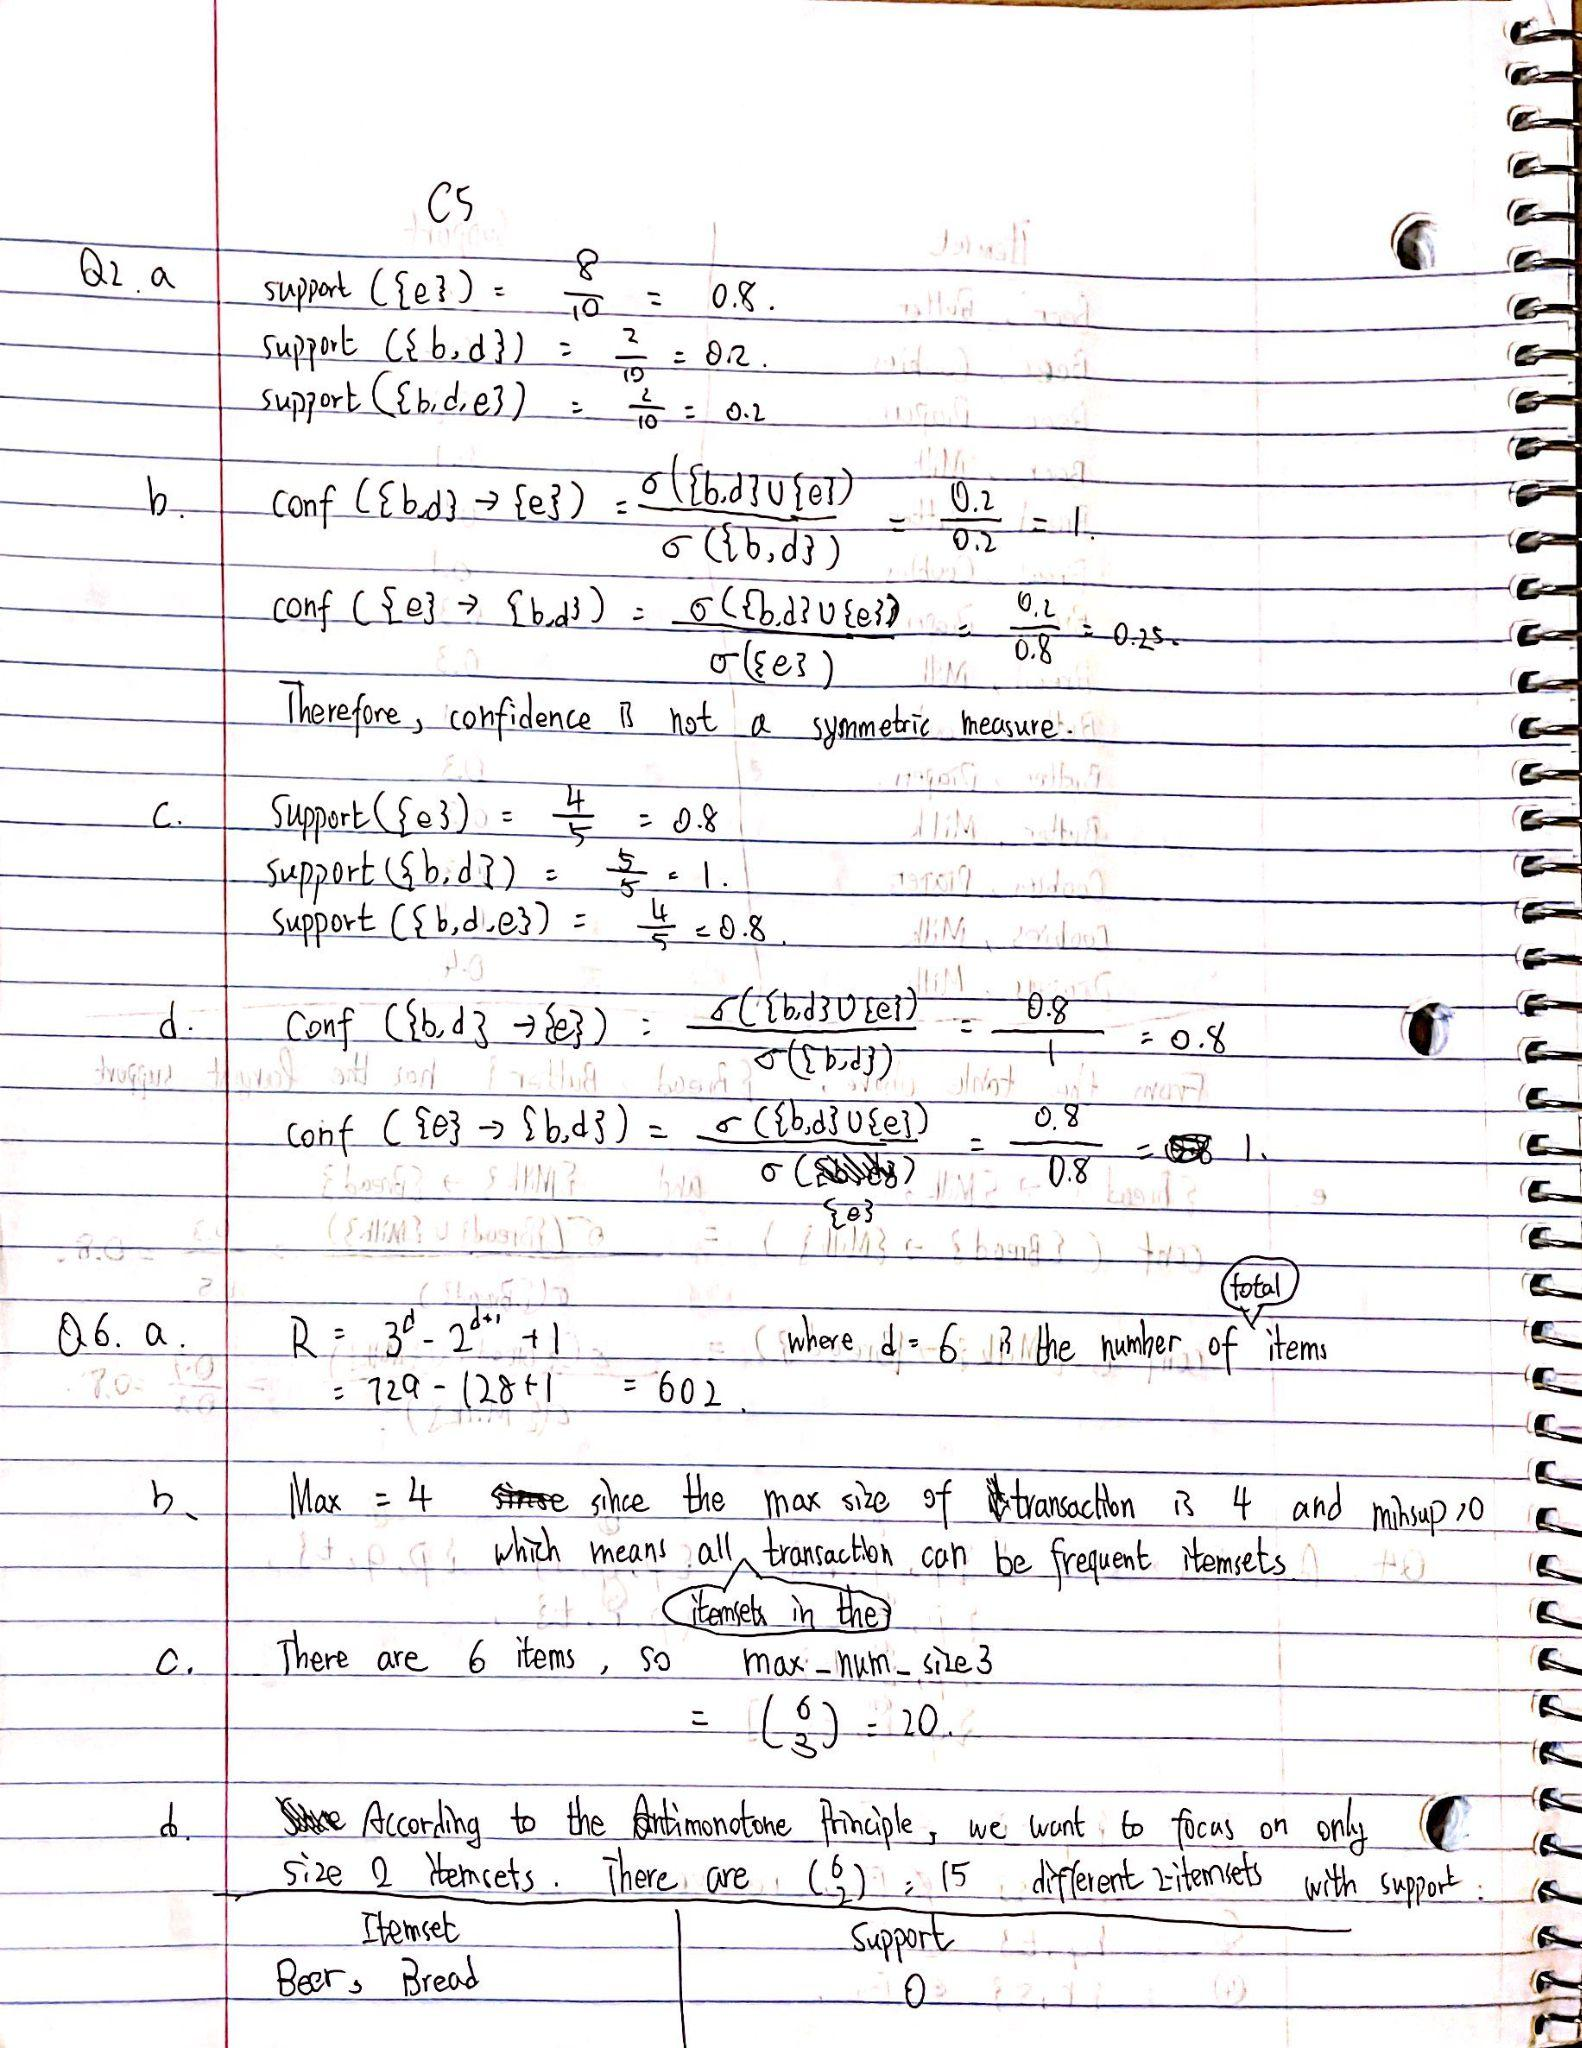 C5
Q2. a support ({e}) = 8/10 = 0.8.
support ({b,d}) = 2/10 = 0.2.
support ({b,d,e}) = 2/10 = 0.2
b. conf ({b,d} → {e}) = σ({b,d}∪{e}) / σ({b,d}) = 0.2/0.2 = 1.
conf ({e} → {b,d}) = σ({b,d}∪{e}) / σ({e}) = 0.2/0.8 = 0.25.
Therefore, confidence is not a symmetric measure.
c. Support({e}) = 4/5 = 0.8
support({b,d}) = 5/5 = 1.
support ({b,d,e}) = 4/5 = 0.8.
d. Conf ({b,d} → {e}) = σ({b,d}∪{e}) / σ({b,d}) = 0.8/1 = 0.8
conf ({e} → {b,d}) = σ({b,d}∪{e}) / σ({e}) = 0.8/0.8 = 1.
Q6. a. R = 3^d - 2^(d+1) + 1 where d = 6 is the number of total items
= 729 - 128+1 = 602.
b. Max = 4 since since the max size of transaction is 4 and minsup>0
which means all itemsets in the transaction can be frequent itemsets
c. There are 6 items, so max_num_size3
= (6 3) = 20.
d. According to the Antimonotone Principle, we want to focus on only
size 2 itemsets. There are (6 2) = 15 different 2-itemsets with support:
Itemset Support
Beer, Bread 0